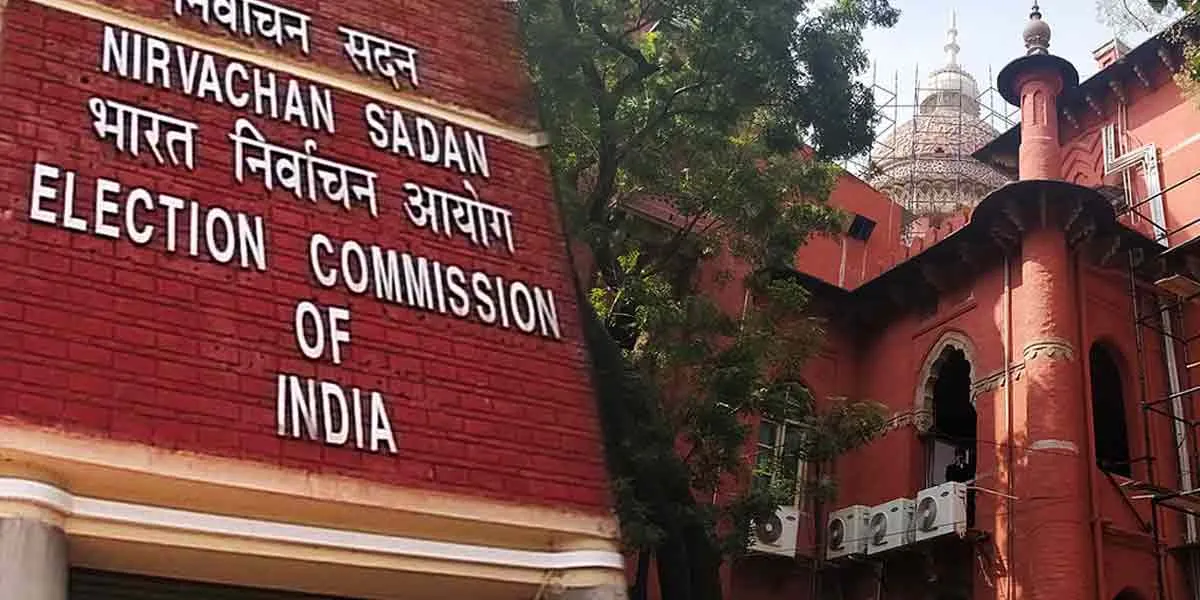 निर्वाचन सदन
NIRVACHAN SADAN
भारत निर्वाचन आयोग
ELECTION COMMISSION
OF
INDIA